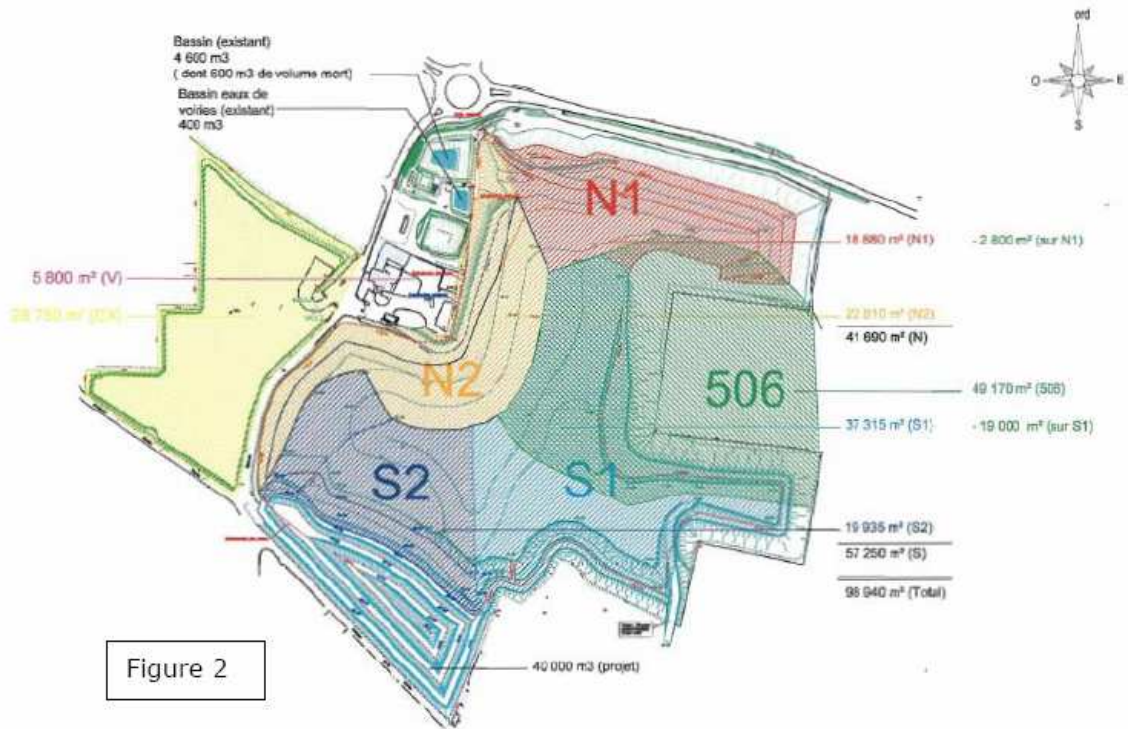 ord
O
E
S
Bassin (existant)
4 600 m3
( dont 600 m3 de volume mort)
Bassin eaux de
voiries (existant)
400 m3
N1
18 880 m² (N1)
- 2 800 m² (sur N1)
5 800 m² (V)
22 810 m² (N2)
41 690 m² (N)
N2
506
49 170 m² (506)
37 315 m² (S1)
- 19 000 m² (sur S1)
S2
S1
19 935 m² (S2)
57 250 m² (S)
98 940 m² (Total)
40 000 m3 (projet)
Figure 2